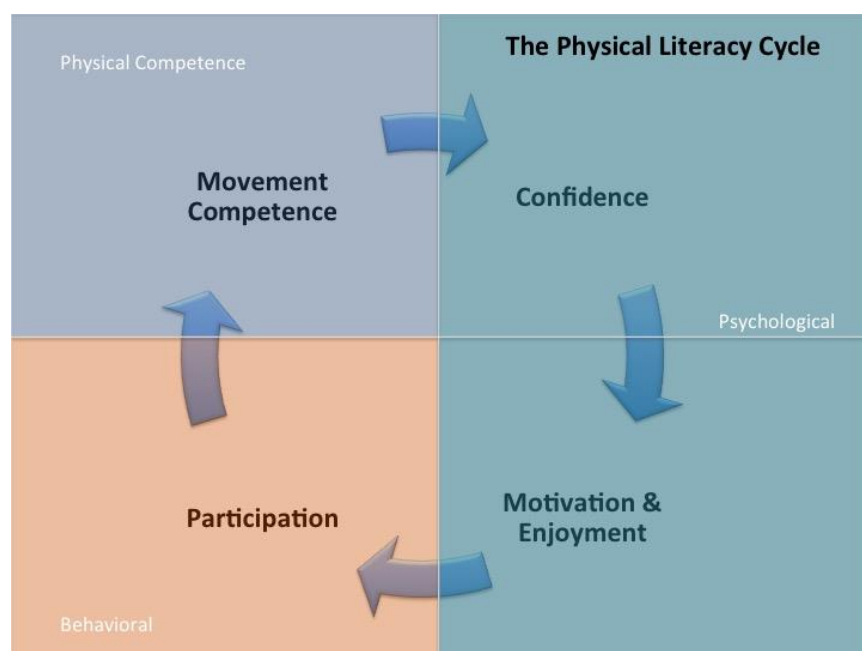 The Physical Literacy Cycle
Physical Competence
Movement
Competence
Confidence
Psychological
Motivation &
Enjoyment
Participation
Behavioral